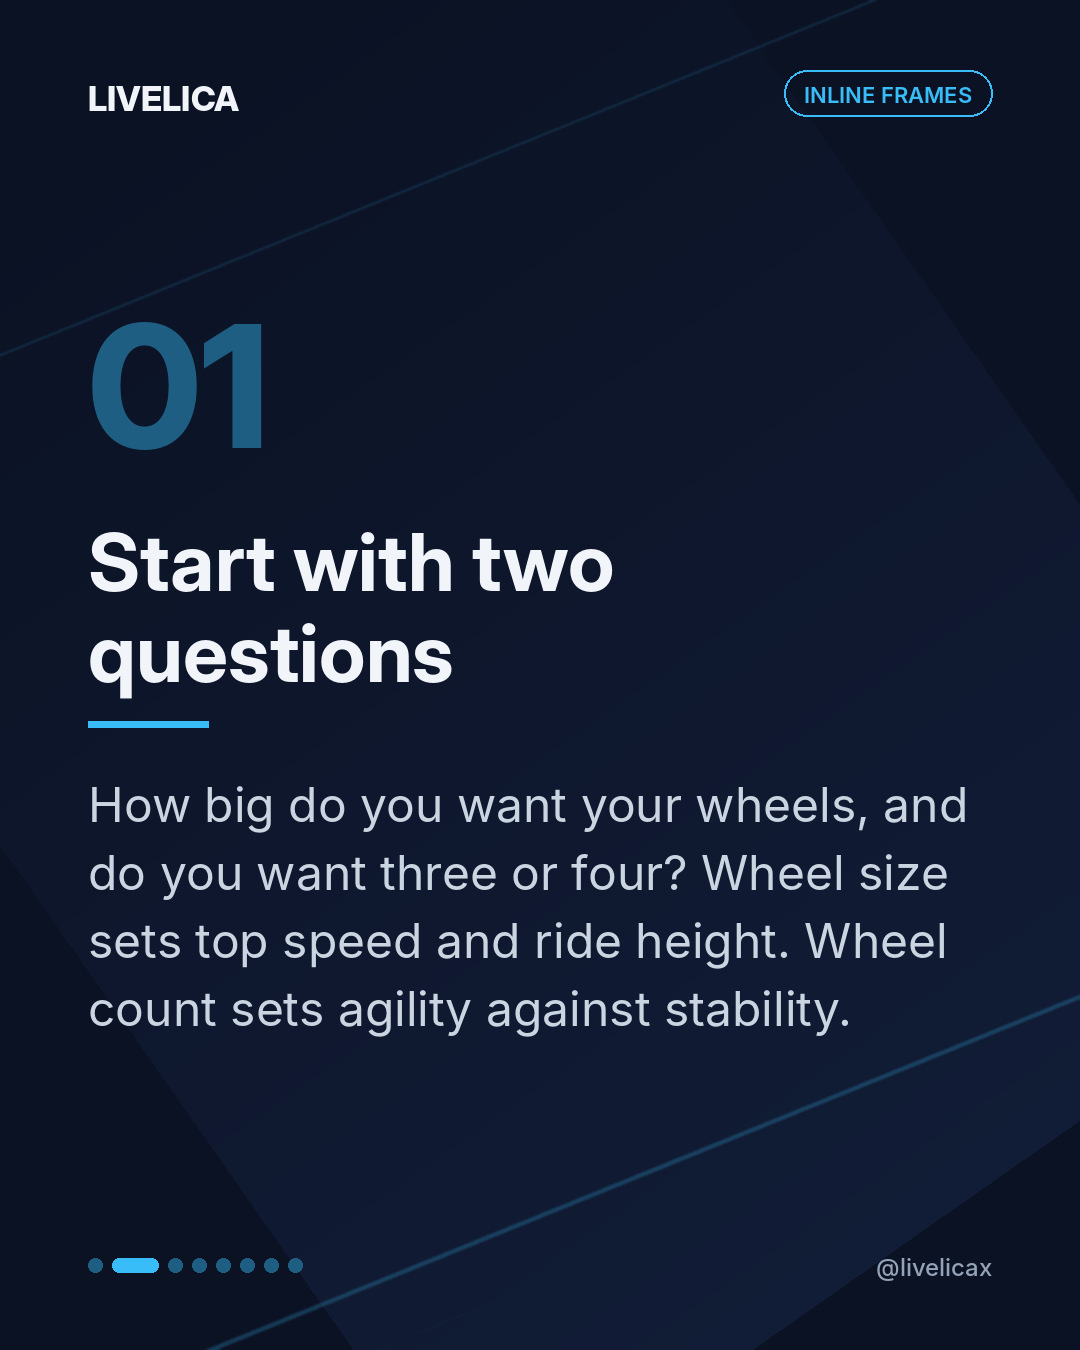 LIVELICA
INLINE FRAMES
01
Start with two
questions
How big do you want your wheels, and
do you want three or four? Wheel size
sets top speed and ride height. Wheel
count sets agility against stability.
@livelicax